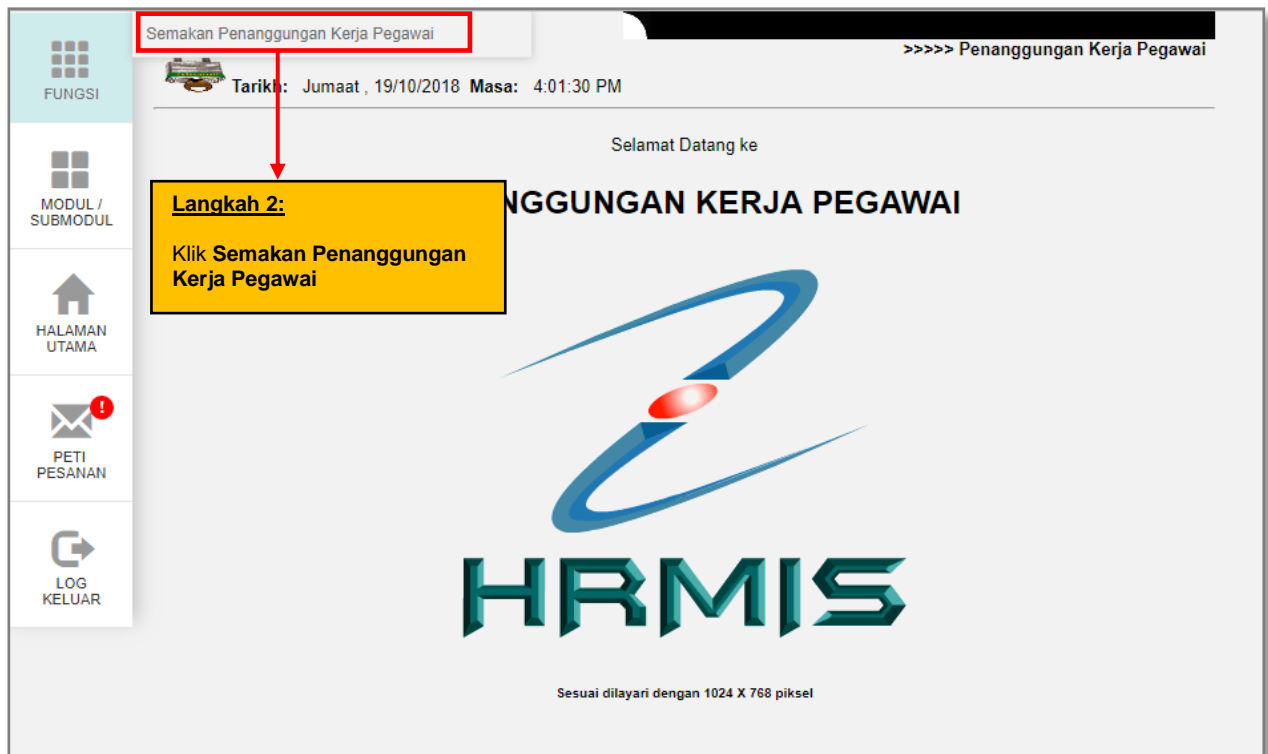 Semakan Penanggungan Kerja Pegawai
>>>>> Penanggungan Kerja Pegawai
FUNGSI
Tarikh: Jumaat , 19/10/2018 Masa: 4:01:30 PM
Selamat Datang ke
NGGUNGAN KERJA PEGAWAI
MODUL /
SUBMODUL
Langkah 2:
Klik Semakan Penanggungan
Kerja Pegawai
HALAMAN
UTAMA
!
PETI
PESANAN
LOG
KELUAR
HRMIS
Sesuai dilayari dengan 1024 X 768 piksel